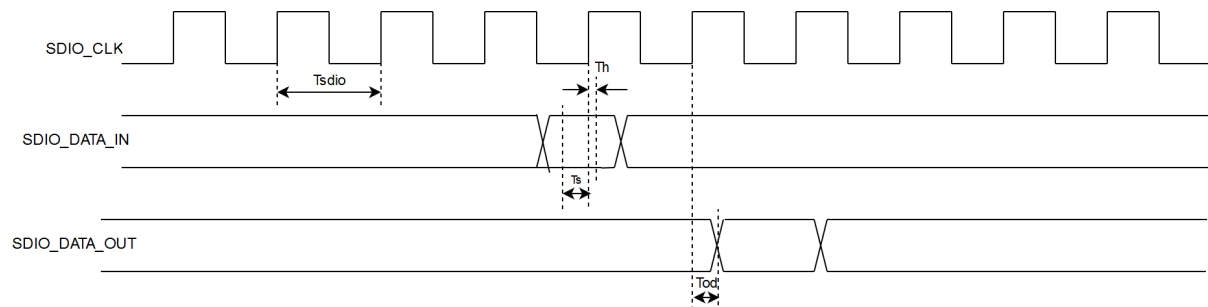 SDIO_CLK
Th
Tsdio
SDIO_DATA_IN
Ts
SDIO_DATA_OUT
Tod